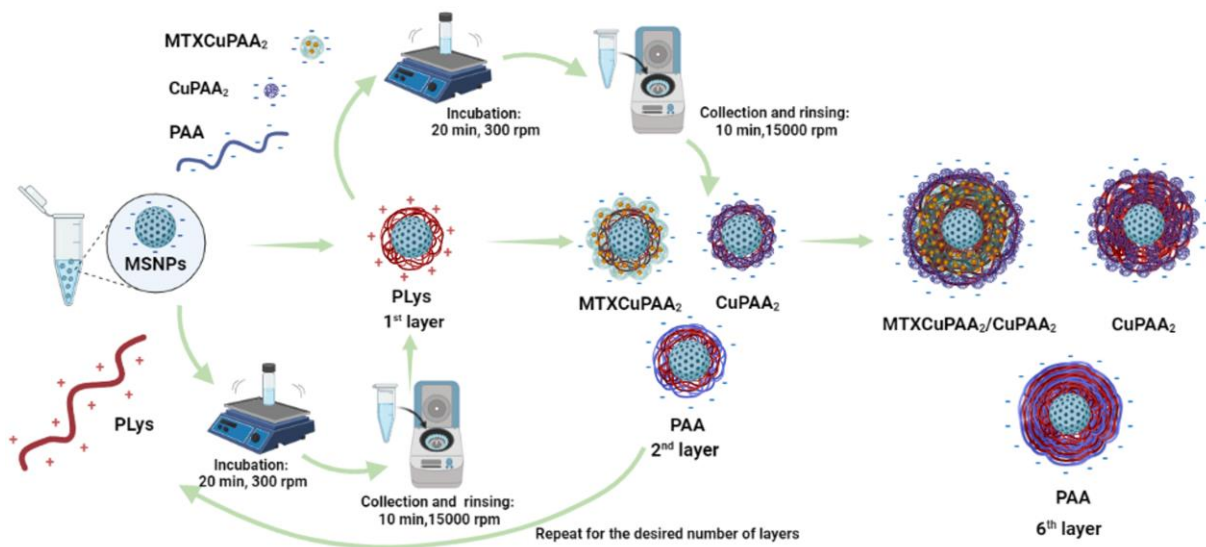 MTXCuPAA₂
CuPAA₂
PAA
MSNPs
PLys
Incubation:
20 min, 300 rpm
Collection and rinsing:
10 min,15000 rpm
PLys
1st layer
Incubation:
20 min, 300 rpm
Collection and rinsing:
10 min,15000 rpm
MTXCuPAA₂
CuPAA₂
PAA
2nd layer
Repeat for the desired number of layers
MTXCuPAA₂/CuPAA₂
CuPAA₂
PAA
6th layer